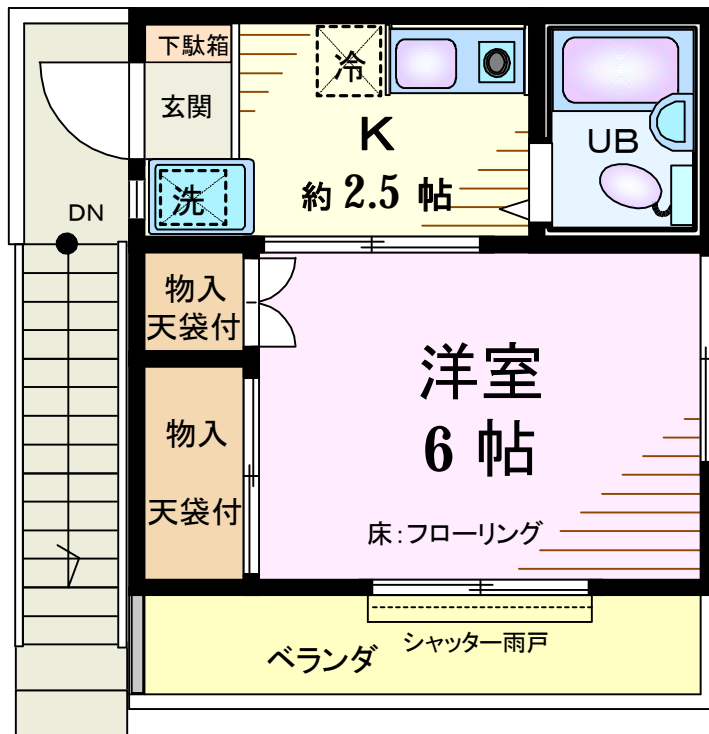 下駄箱
冷
玄関
K
UB
約 2.5 帖
洗
DN
物入
天袋付
洋室
6 帖
物入
天袋付
床:フローリング
シャッター雨戸
ベランダ